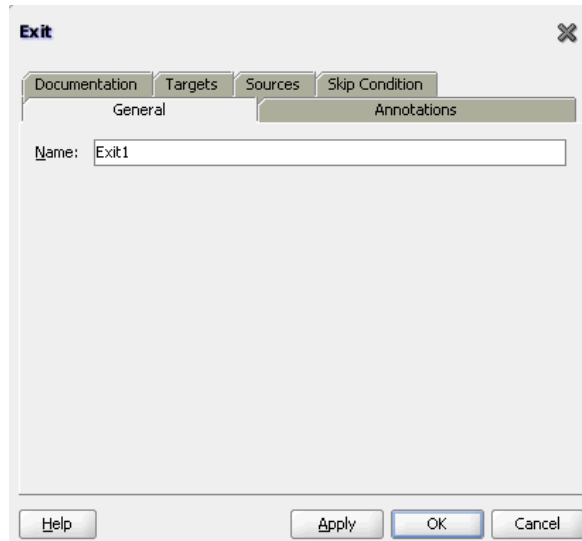 Exit
Documentation Targets Sources Skip Condition
General Annotations
Name: Exit1
Help Apply OK Cancel